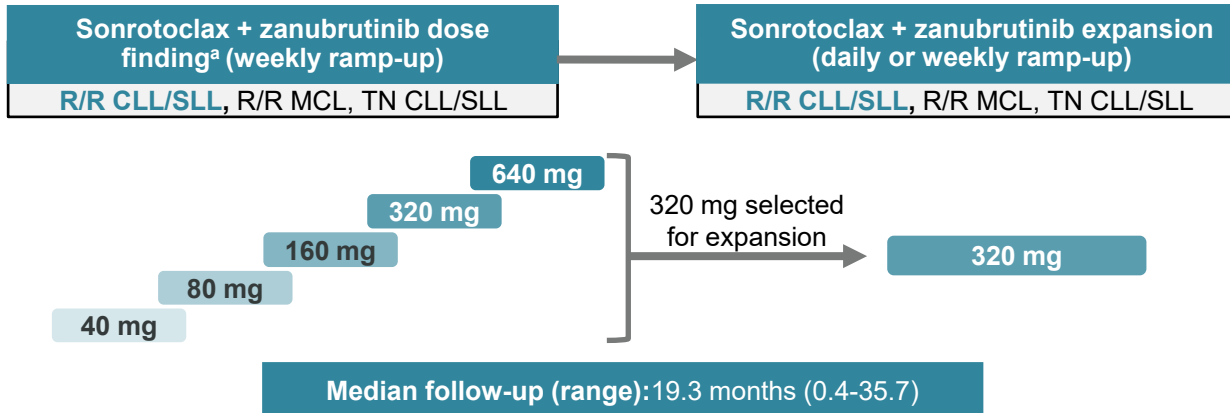 Sonrotoclax + zanubrutinib dose
findingᵃ (weekly ramp-up)
R/R CLL/SLL, R/R MCL, TN CLL/SLL
Sonrotoclax + zanubrutinib expansion
(daily or weekly ramp-up)
R/R CLL/SLL, R/R MCL, TN CLL/SLL
640 mg
320 mg
160 mg
80 mg
40 mg
320 mg selected
for expansion
320 mg
Median follow-up (range):19.3 months (0.4-35.7)